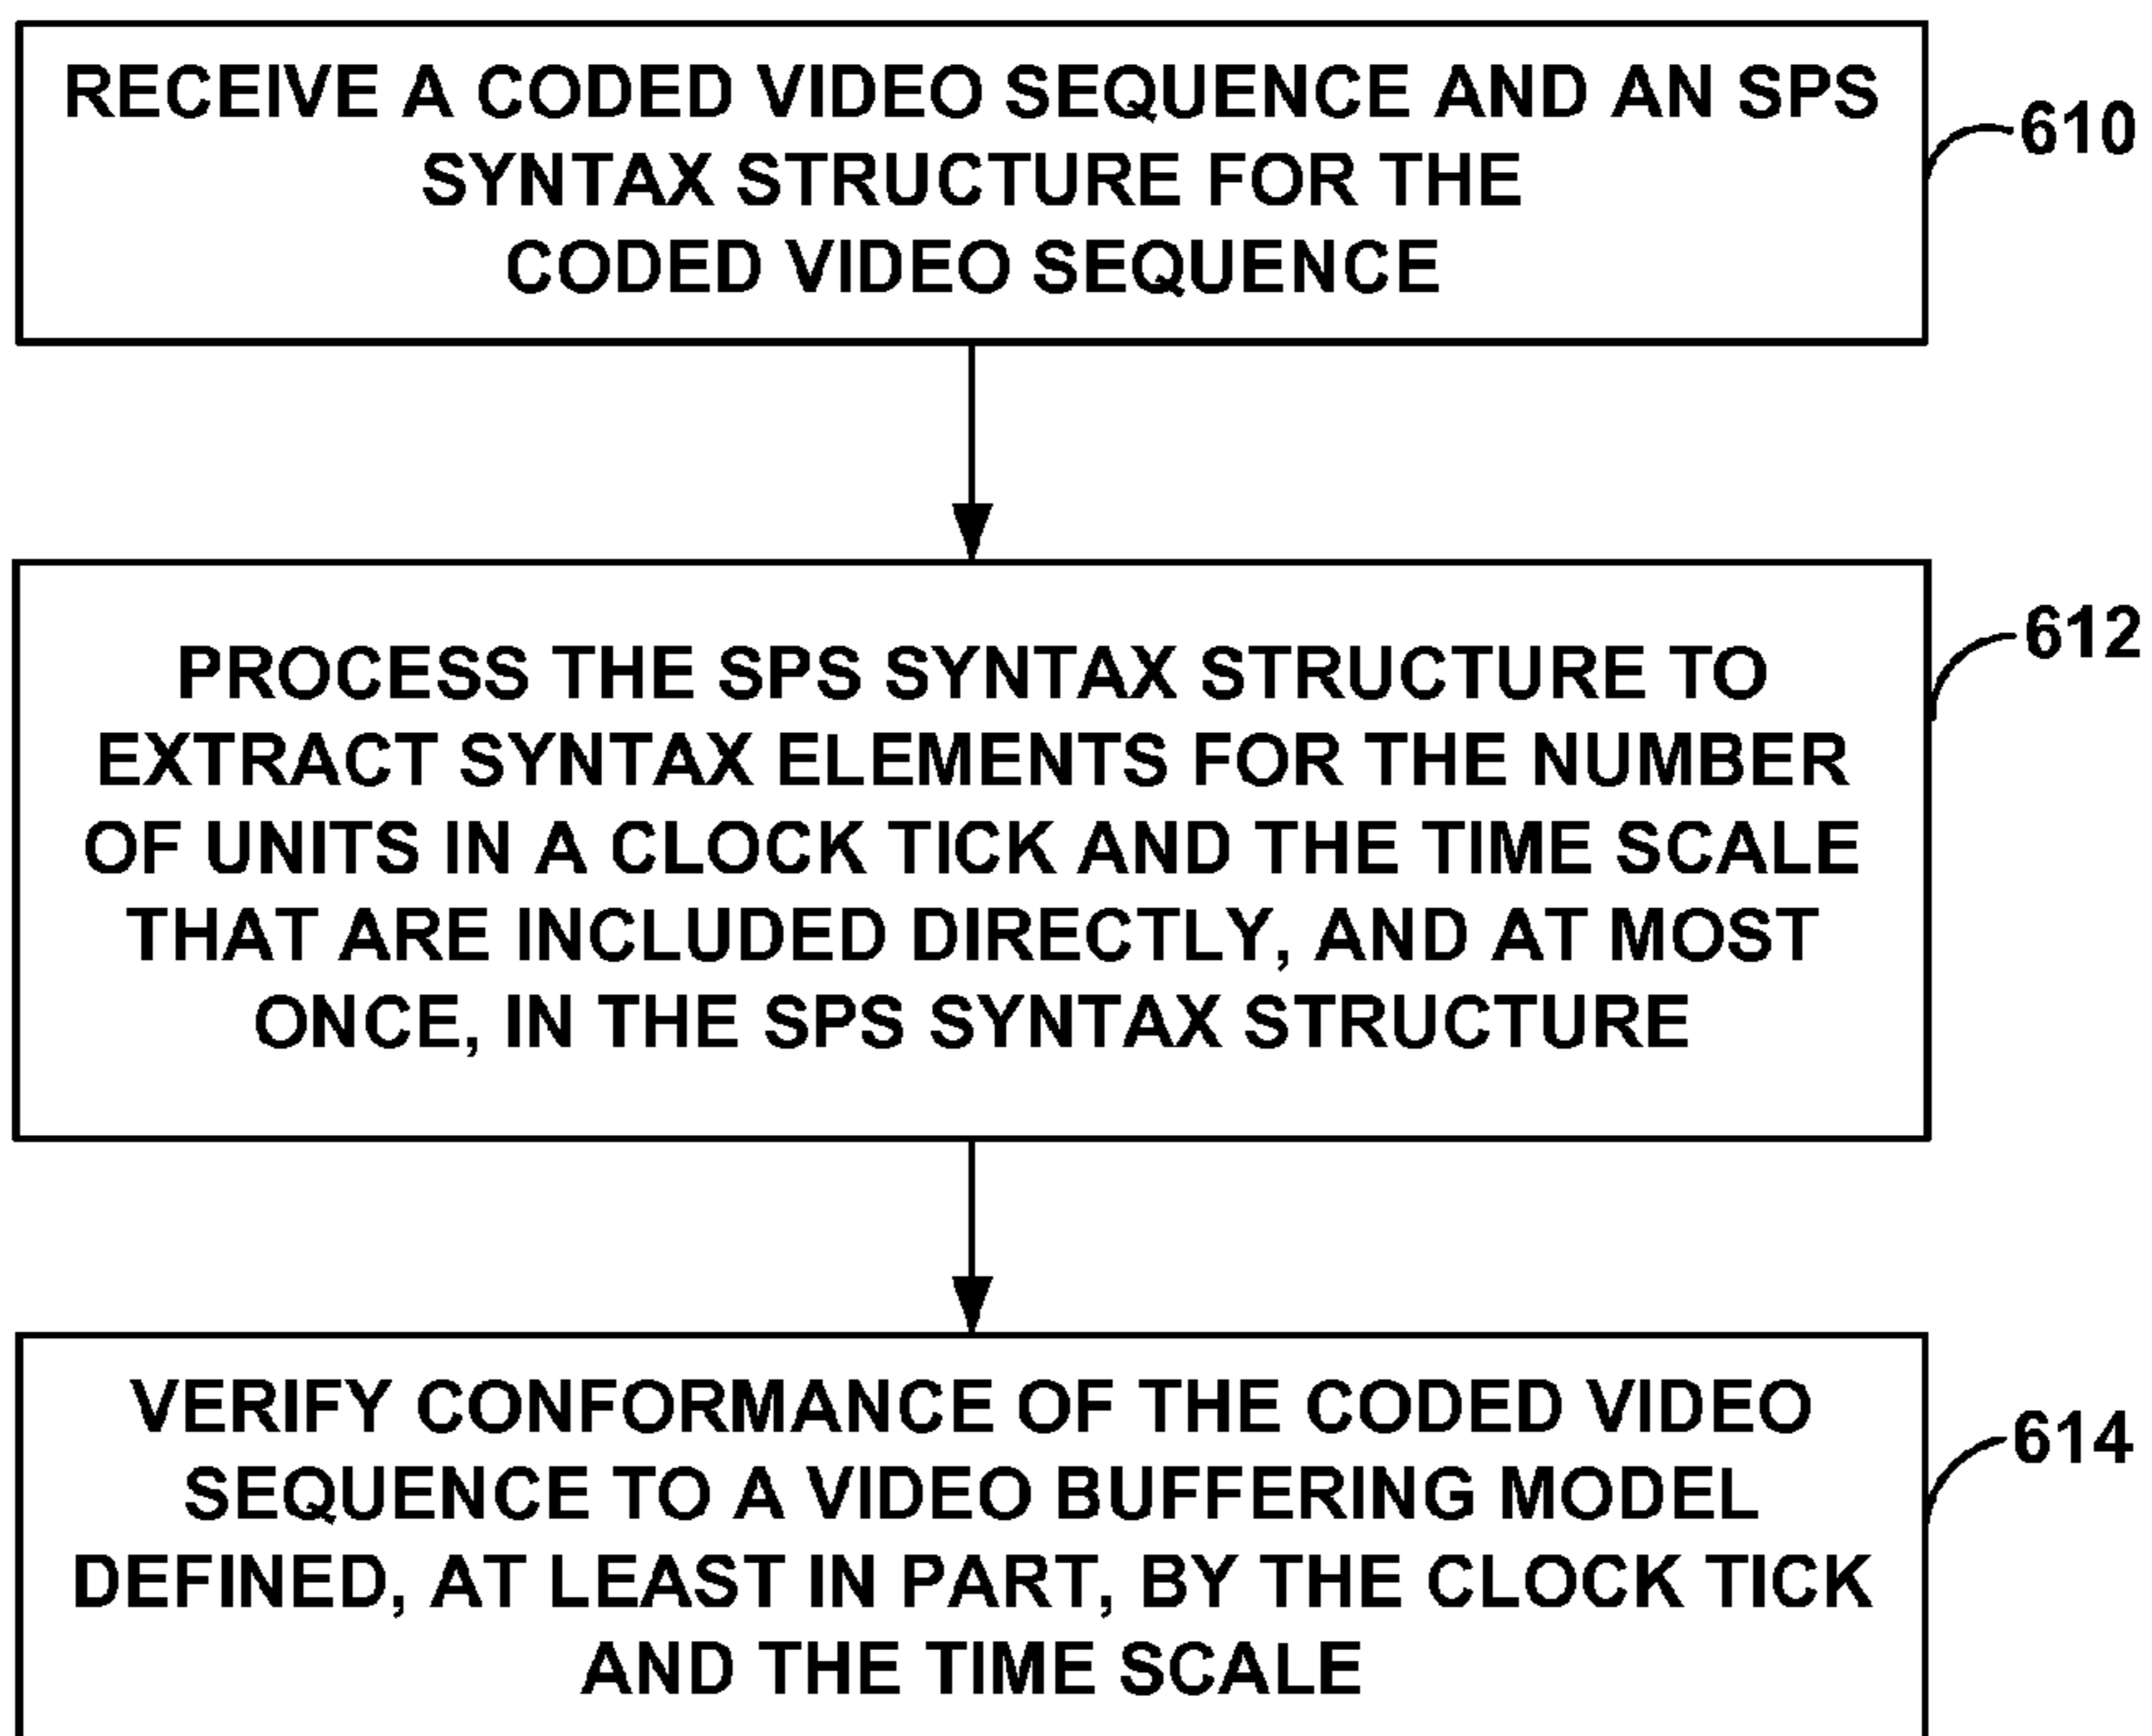 RECEIVE A CODED VIDEO SEQUENCE AND AN SPS
SYNTAX STRUCTURE FOR THE
CODED VIDEO SEQUENCE
610
PROCESS THE SPS SYNTAX STRUCTURE TO
EXTRACT SYNTAX ELEMENTS FOR THE NUMBER
OF UNITS IN A CLOCK TICK AND THE TIME SCALE
THAT ARE INCLUDED DIRECTLY, AND AT MOST
ONCE, IN THE SPS SYNTAX STRUCTURE
612
VERIFY CONFORMANCE OF THE CODED VIDEO
SEQUENCE TO A VIDEO BUFFERING MODEL
DEFINED, AT LEAST IN PART, BY THE CLOCK TICK
AND THE TIME SCALE
614